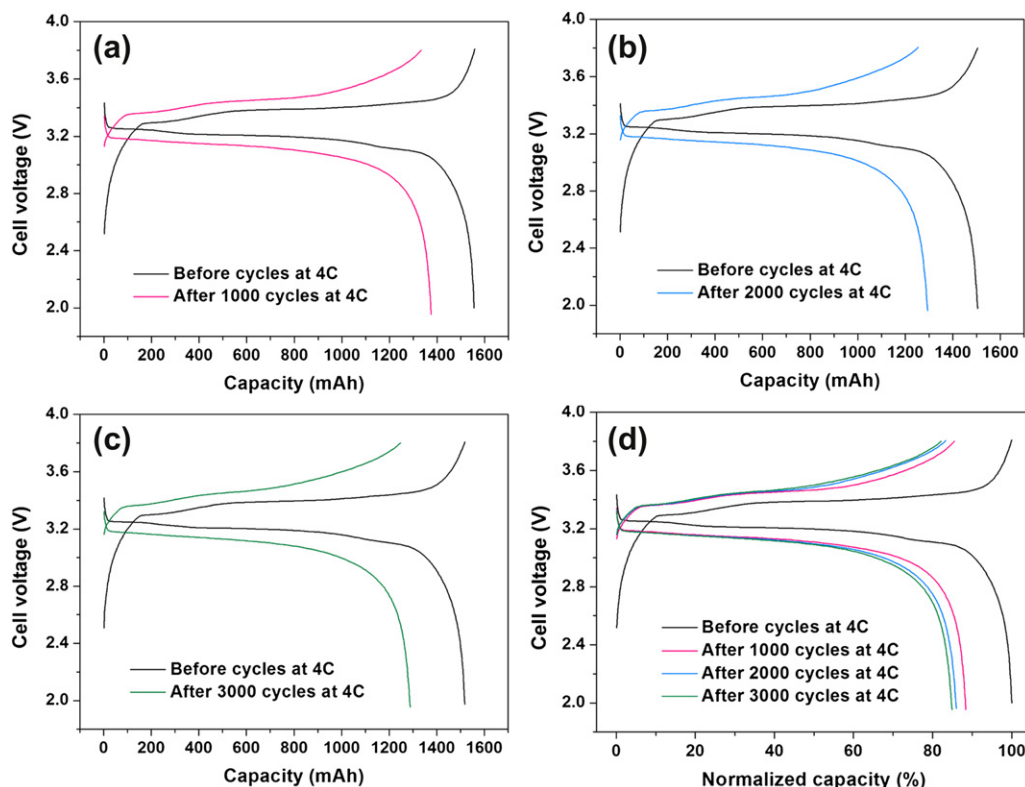 (a)
4.0
3.6
3.2
2.8
2.4
2.0
Cell voltage (V)
Before cycles at 4C
After 1000 cycles at 4C
0 200 400 600 800 1000 1200 1400 1600
Capacity (mAh)
(b)
4.0
3.6
3.2
2.8
2.4
2.0
Cell voltage (V)
Before cycles at 4C
After 2000 cycles at 4C
0 200 400 600 800 1000 1200 1400 1600
Capacity (mAh)
(c)
4.0
3.6
3.2
2.8
2.4
2.0
Cell voltage (V)
Before cycles at 4C
After 3000 cycles at 4C
0 200 400 600 800 1000 1200 1400 1600
Capacity (mAh)
(d)
4.0
3.6
3.2
2.8
2.4
2.0
Cell voltage (V)
Before cycles at 4C
After 1000 cycles at 4C
After 2000 cycles at 4C
After 3000 cycles at 4C
0 20 40 60 80 100
Normalized capacity (%)